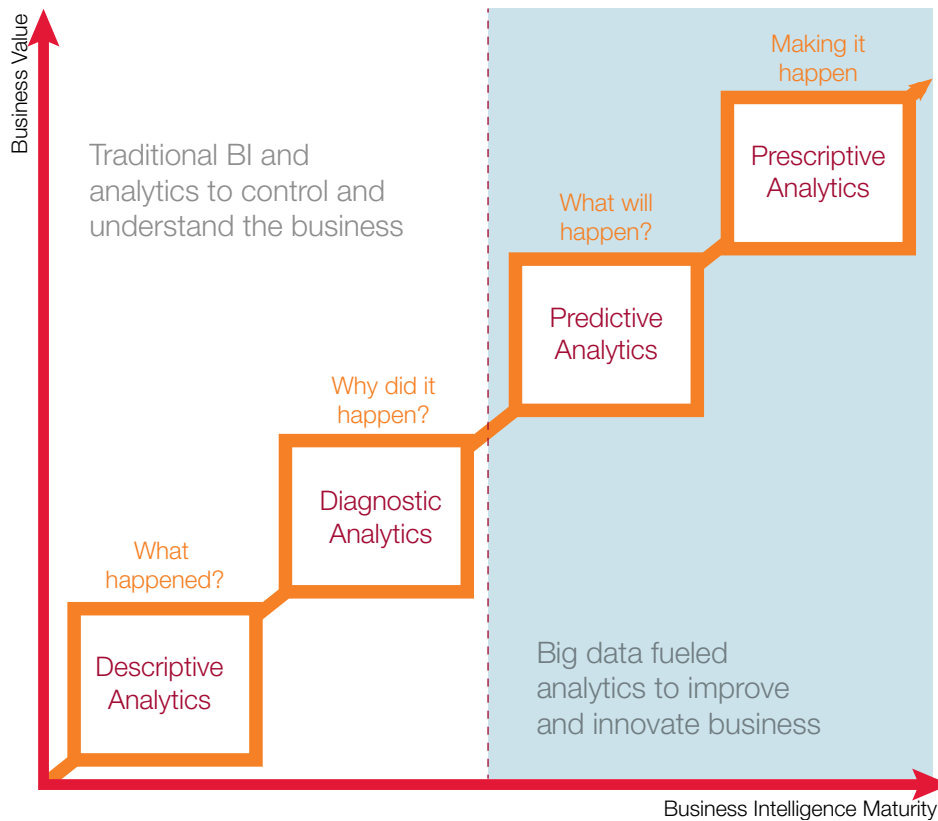 Business Value
Making it
happen
Prescriptive
Analytics
Traditional BI and
analytics to control and
understand the business
What will
happen?
Predictive
Analytics
Why did it
happen?
Diagnostic
Analytics
What
happened?
Descriptive
Analytics
Big data fueled
analytics to improve
and innovate business
Business Intelligence Maturity